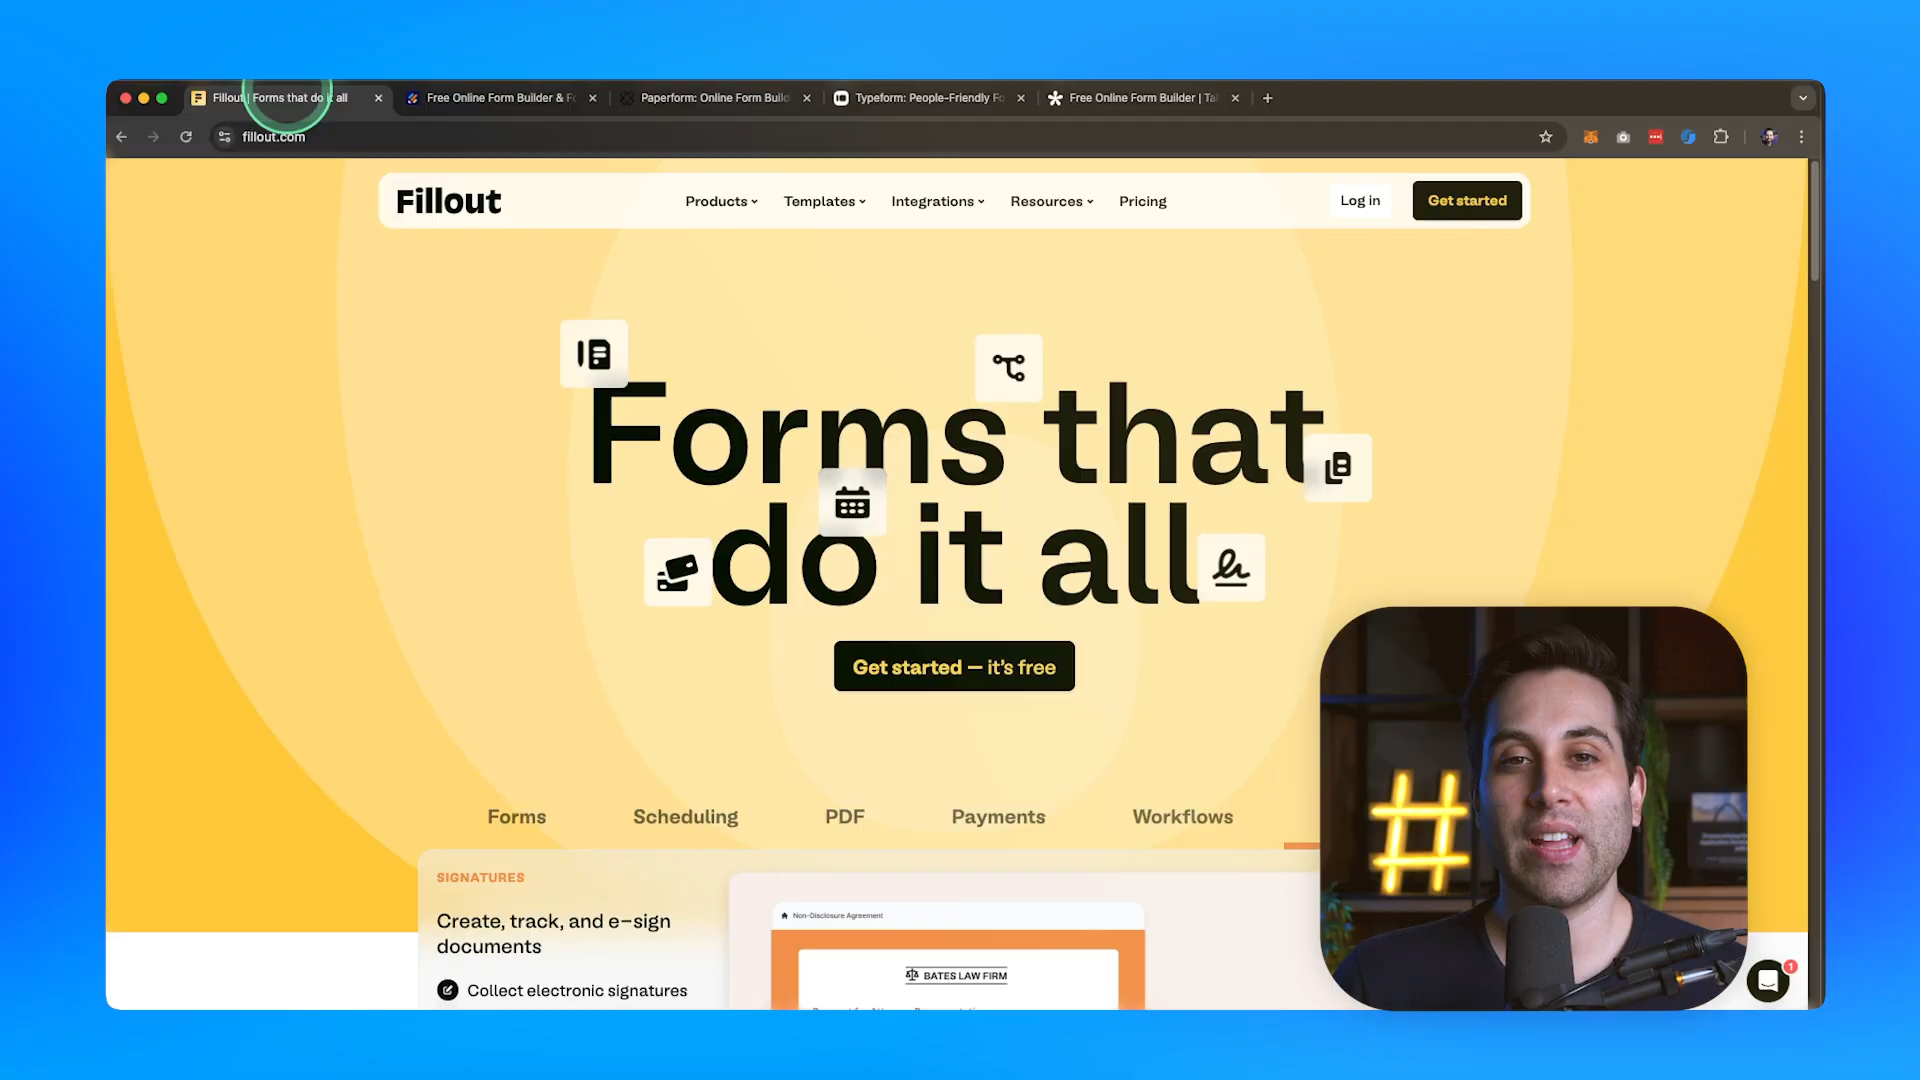 Fillout | Forms that do it all
Free Online Form Builder & Fo
Paperform: Online Form Build
Typeform: People-Friendly Fo
Free Online Form Builder | Tal
fillout.com
Fillout
Products
Templates
Integrations
Resources
Pricing
Log in
Get started
Forms that
do it all
Get started — it's free
Forms
Scheduling
PDF
Payments
Workflows
SIGNATURES
Create, track, and e-sign
documents
Collect electronic signatures
Non-Disclosure Agreement
BATES LAW FIRM
#
1